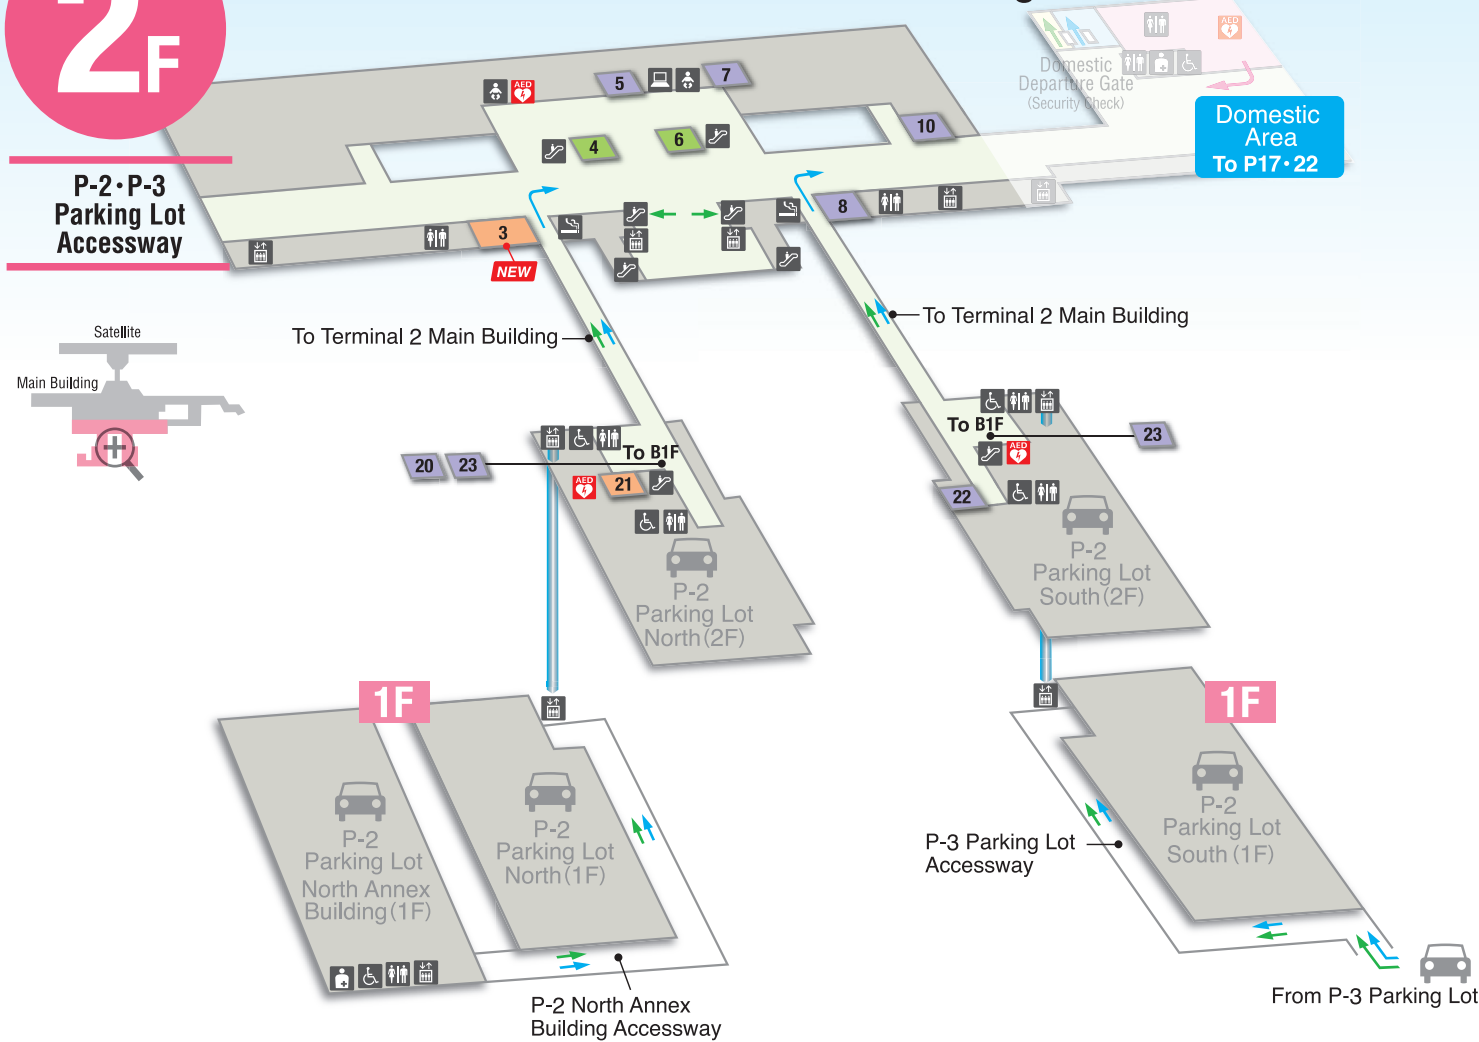 2F
P-2・P-3
Parking Lot
Accessway
AED
5
7
4
6
10
Domestic
Departure Gate
(Security Check)
AED
Domestic
Area
To P17・22
3
NEW
8
Satellite
Main Building
To Terminal 2 Main Building
To Terminal 2 Main Building
To B1F
20
23
AED
21
P-2
Parking Lot
North(2F)
To B1F
23
AED
22
P-2
Parking Lot
South(2F)
1F
P-2
Parking Lot
North Annex
Building(1F)
P-2
Parking Lot
North(1F)
P-2 North Annex
Building Accessway
1F
P-2
Parking Lot
South(1F)
P-3 Parking Lot
Accessway
From P-3 Parking Lot